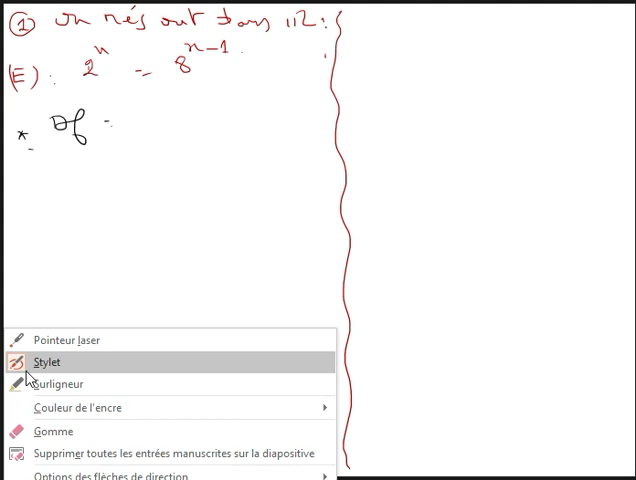 ① on résout dans IR :
(E) : 2^x = 8^(x-1).
* Df =
Pointeur laser
Stylet
Surligneur
Couleur de l'encre
Gomme
Supprimer toutes les entrées manuscrites sur la diapositive
Options des flèches de direction